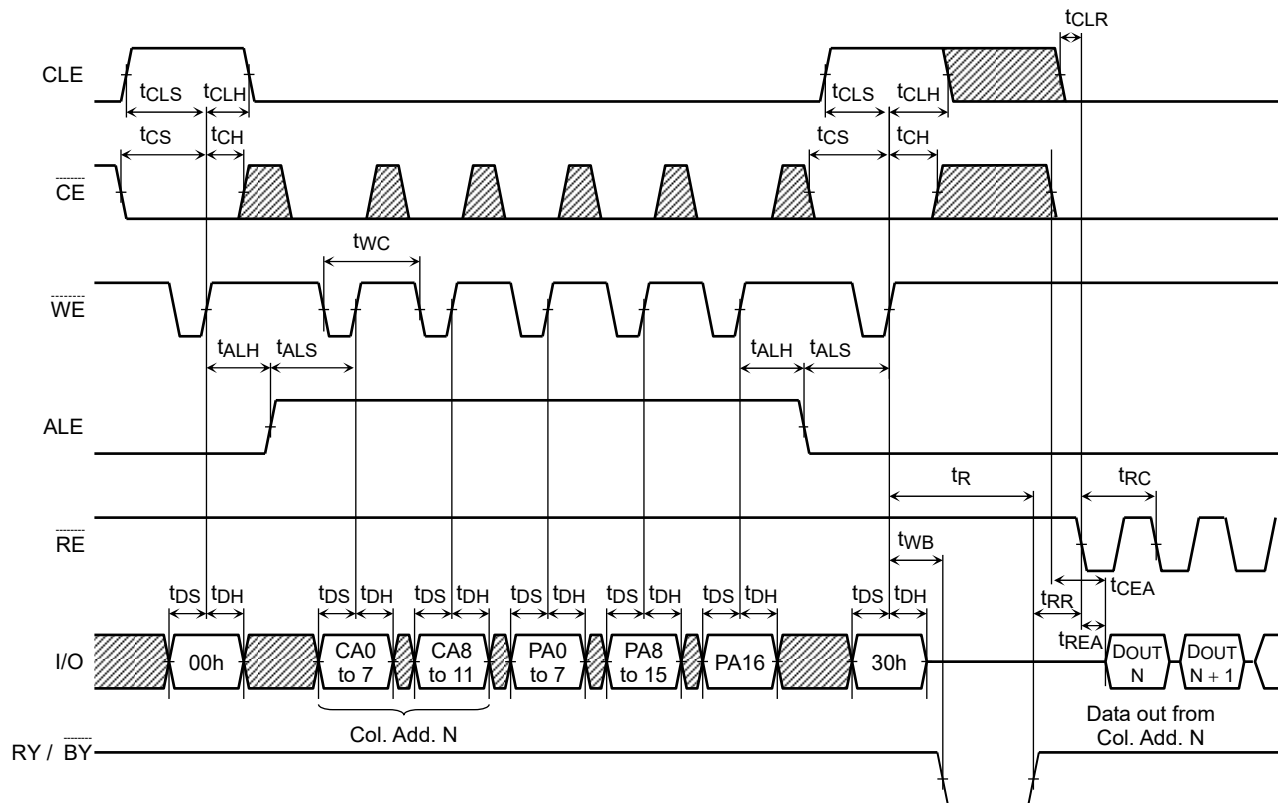 tCLR
CLE
tCLS tCLH tCLS tCLH
tCS tCH tCS tCH
CE
tWC
WE
tALH tALS tALH tALS
ALE
tR tRC
RE
tWB
tDS tDH tDS tDH tDS tDH tDS tDH tDS tDH tDS tDH tDS tDH tRR tCEA
tREA
I/O 00h CA0 to 7 CA8 to 11 PA0 to 7 PA8 to 15 PA16 30h DOUT N DOUT N + 1
Col. Add. N
Data out from
Col. Add. N
RY / BY